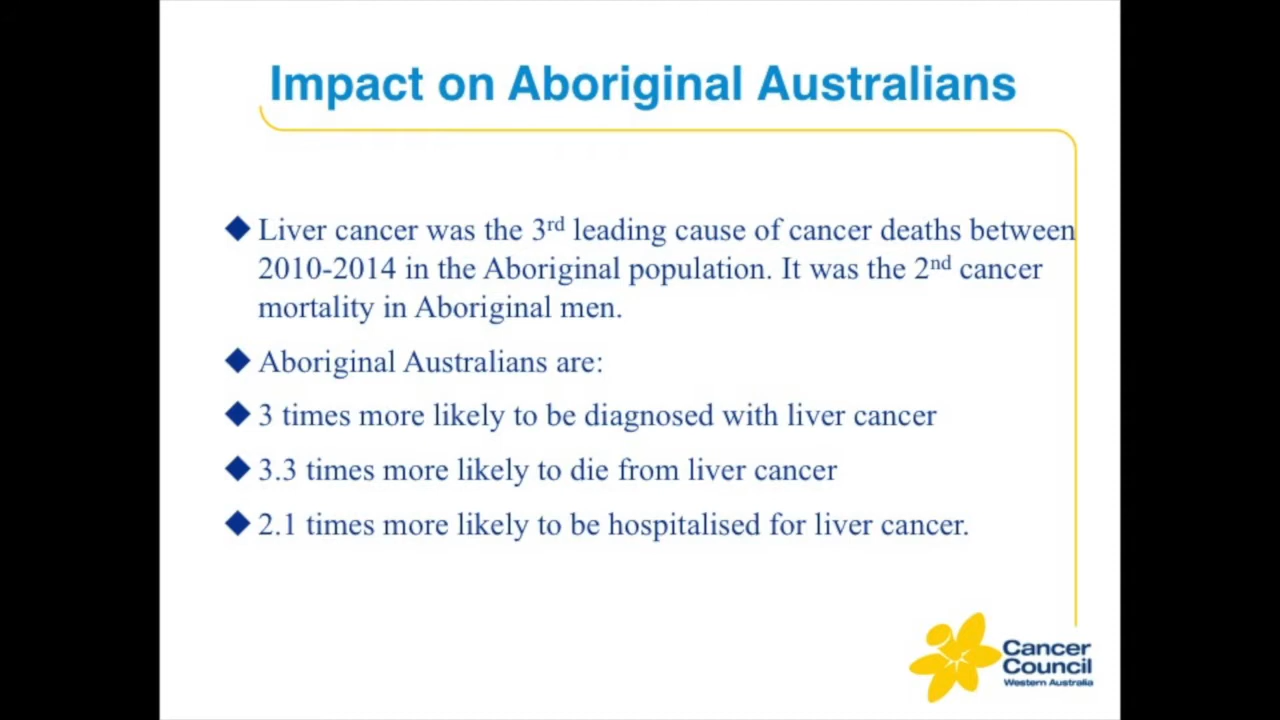 Impact on Aboriginal Australians
Liver cancer was the 3rd leading cause of cancer deaths between
2010-2014 in the Aboriginal population. It was the 2nd cancer
mortality in Aboriginal men.
Aboriginal Australians are:
3 times more likely to be diagnosed with liver cancer
3.3 times more likely to die from liver cancer
2.1 times more likely to be hospitalised for liver cancer.
Cancer
Council
Western Australia